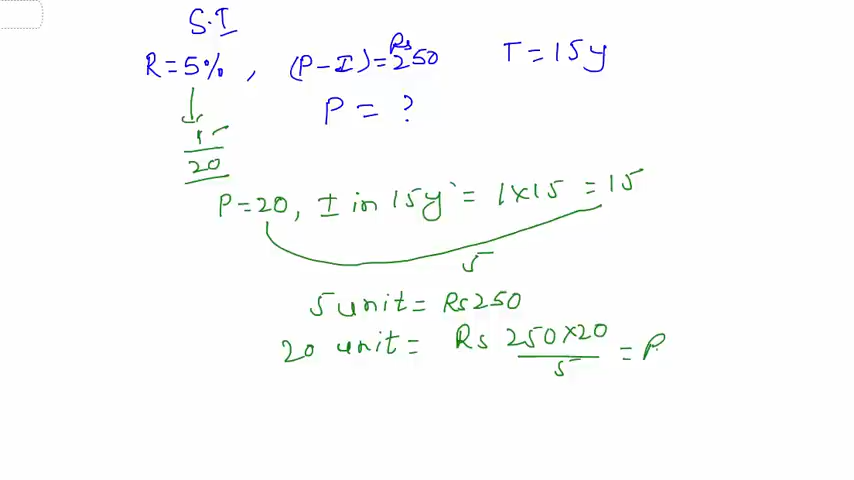 S.I
R = 5%, (P-I) = Rs 250 T = 15y
P = ?
1
20
P = 20, I in 15y = 1×15 = 15
5
5 unit = Rs 250
20 unit = Rs 250×20 = P
5